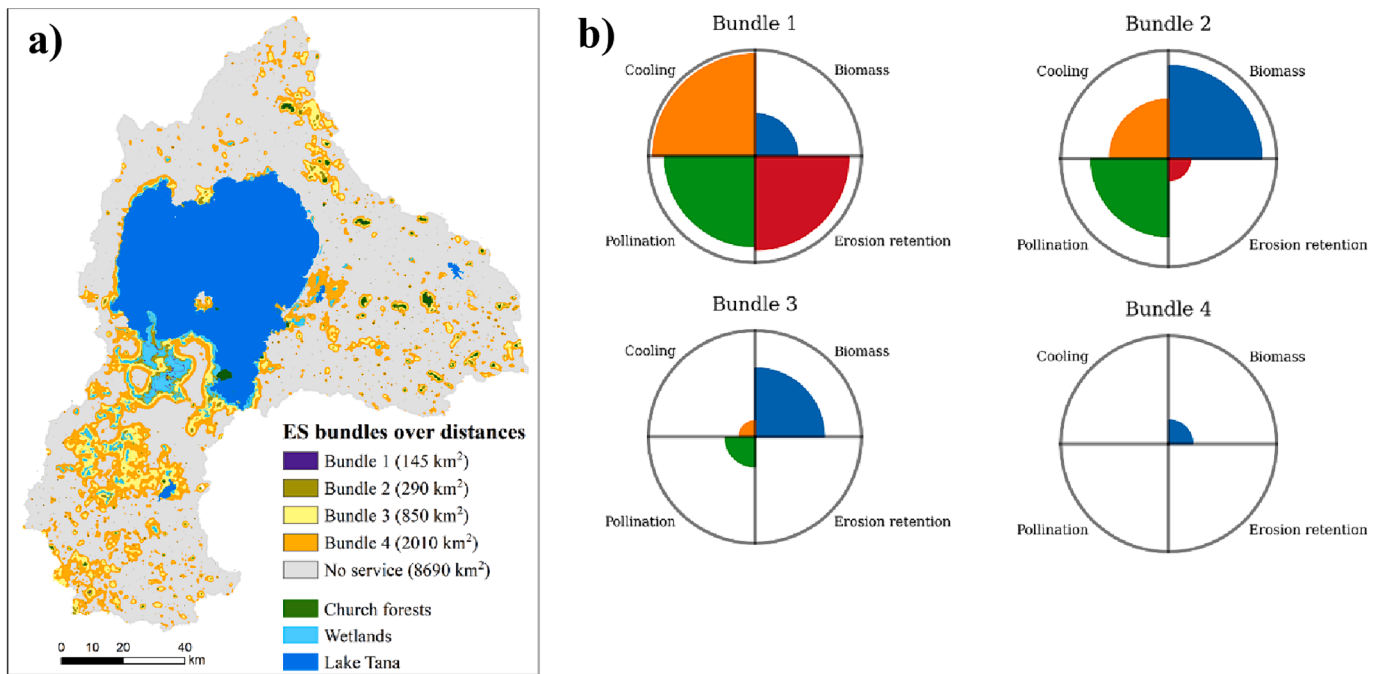 a)
ES bundles over distances
Bundle 1 (145 km²)
Bundle 2 (290 km²)
Bundle 3 (850 km²)
Bundle 4 (2010 km²)
No service (8690 km²)
Church forests
Wetlands
Lake Tana
0 10 20 40
km
b)
Bundle 1
Cooling
Biomass
Pollination
Erosion retention
Bundle 2
Cooling
Biomass
Pollination
Erosion retention
Bundle 3
Cooling
Biomass
Pollination
Erosion retention
Bundle 4
Cooling
Biomass
Pollination
Erosion retention